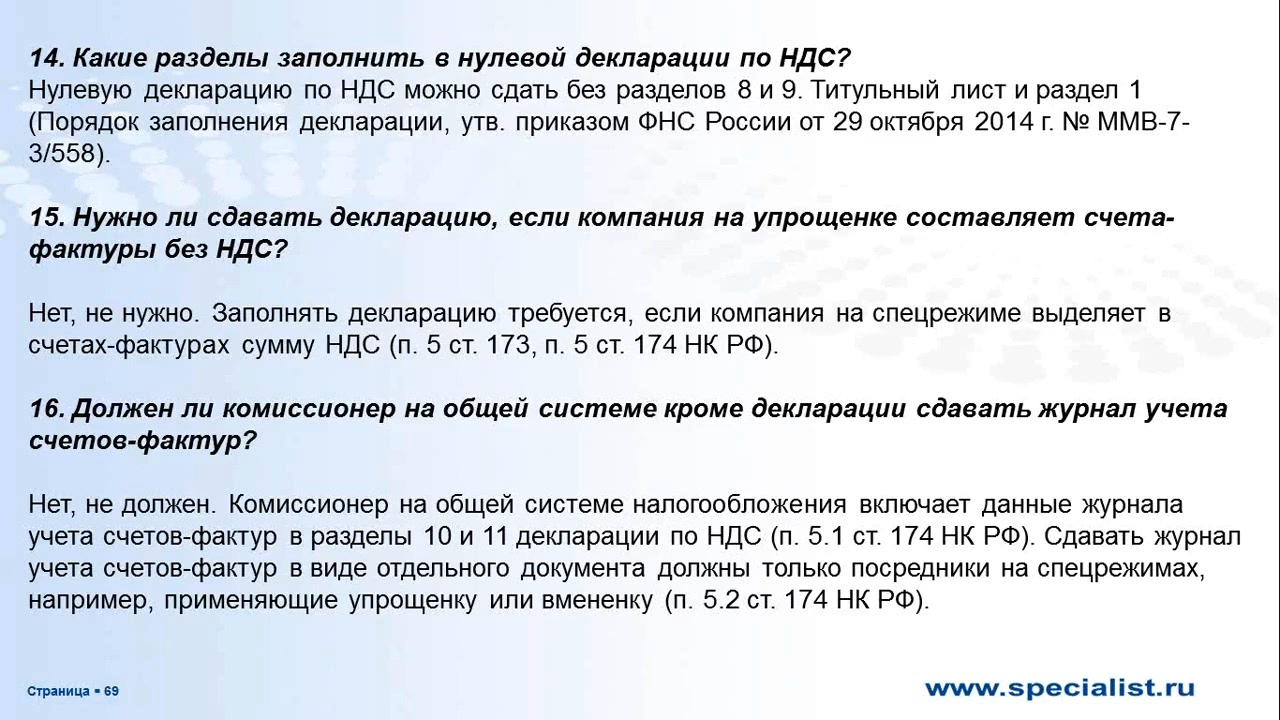 14. Какие разделы заполнить в нулевой декларации по НДС?
Нулевую декларацию по НДС можно сдать без разделов 8 и 9. Титульный лист и раздел 1
(Порядок заполнения декларации, утв. приказом ФНС России от 29 октября 2014 г. № ММВ-7-
3/558).
15. Нужно ли сдавать декларацию, если компания на упрощенке составляет счета-
фактуры без НДС?
Нет, не нужно. Заполнять декларацию требуется, если компания на спецрежиме выделяет в
счетах-фактурах сумму НДС (п. 5 ст. 173, п. 5 ст. 174 НК РФ).
16. Должен ли комиссионер на общей системе кроме декларации сдавать журнал учета
счетов-фактур?
Нет, не должен. Комиссионер на общей системе налогообложения включает данные журнала
учета счетов-фактур в разделы 10 и 11 декларации по НДС (п. 5.1 ст. 174 НК РФ). Сдавать журнал
учета счетов-фактур в виде отдельного документа должны только посредники на спецрежимах,
например, применяющие упрощенку или вмененку (п. 5.2 ст. 174 НК РФ).
Страница ▪ 69
www.specialist.ru